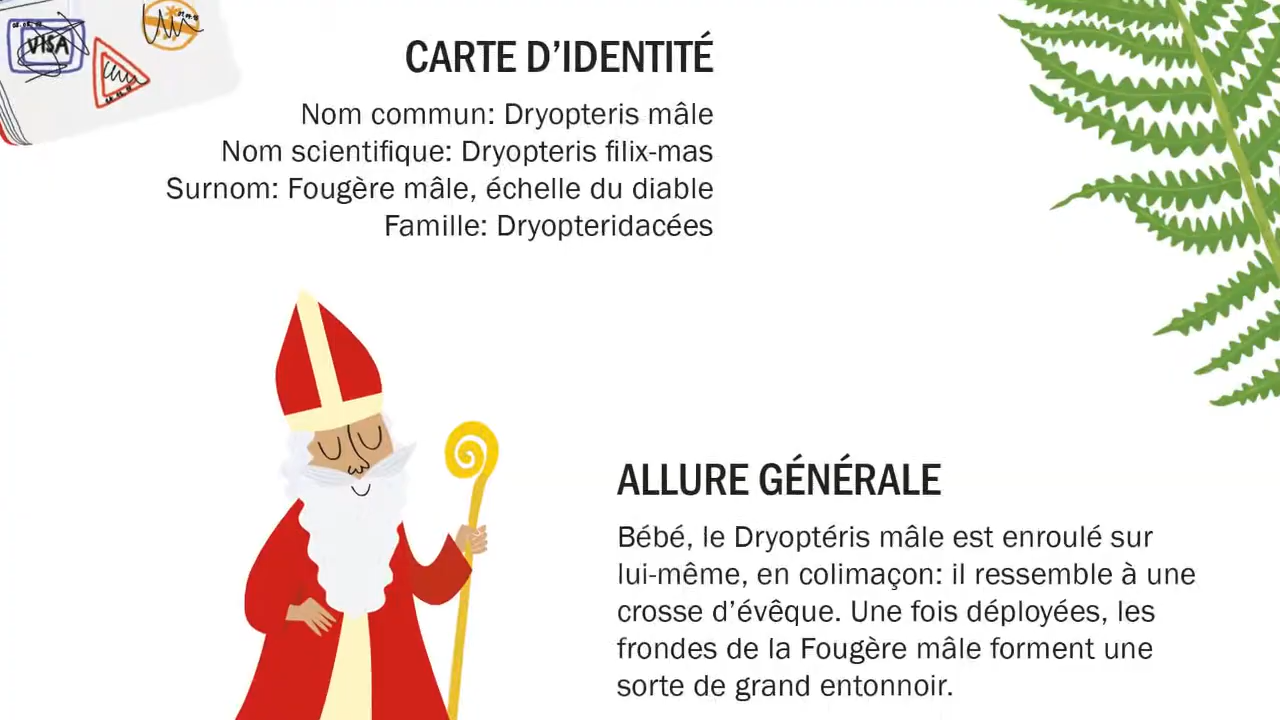 VISA
CARTE D’IDENTITÉ
Nom commun: Dryopteris mâle
Nom scientifique: Dryopteris filix-mas
Surnom: Fougère mâle, échelle du diable
Famille: Dryopteridacées
ALLURE GÉNÉRALE
Bébé, le Dryoptéris mâle est enroulé sur
lui-même, en colimaçon: il ressemble à une
crosse d’évêque. Une fois déployées, les
frondes de la Fougère mâle forment une
sorte de grand entonnoir.